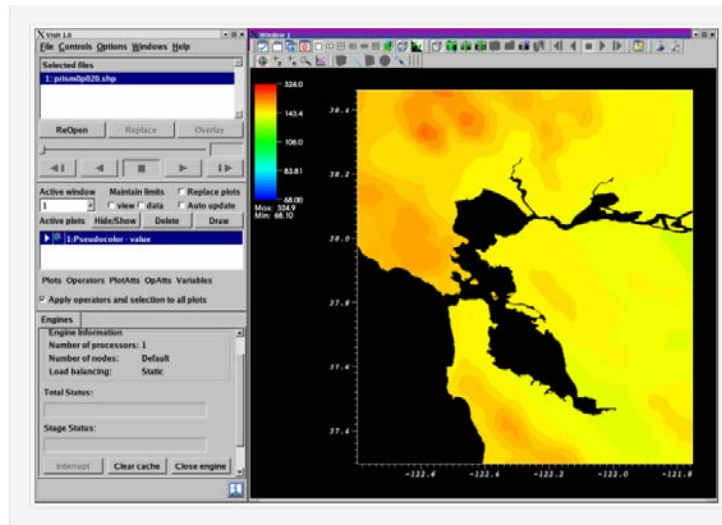 VisIt 1.6
File Controls Options Windows Help
Selected files
1: prism0p020.shp
ReOpen Replace Overlay
Active window Maintain limits Replace plots
1 view data Auto update
Active plots Hide/Show Delete Draw
1:Pseudocolor - value
Plots Operators PlotAtts OpAtts Variables
Apply operators and selection to all plots
Engines
Engine Information
Number of processors: 1
Number of nodes: Default
Load balancing: Static
Total Status:
Stage Status:
Interrupt Clear cache Close engine
Window 1
324.0
143.4
106.0
83.81
68.00
Max: 324.9
Min: 68.10
38.4
38.2
38.0
37.8
37.6
37.4
-122.6 -122.4 -122.2 -122.0 -121.8